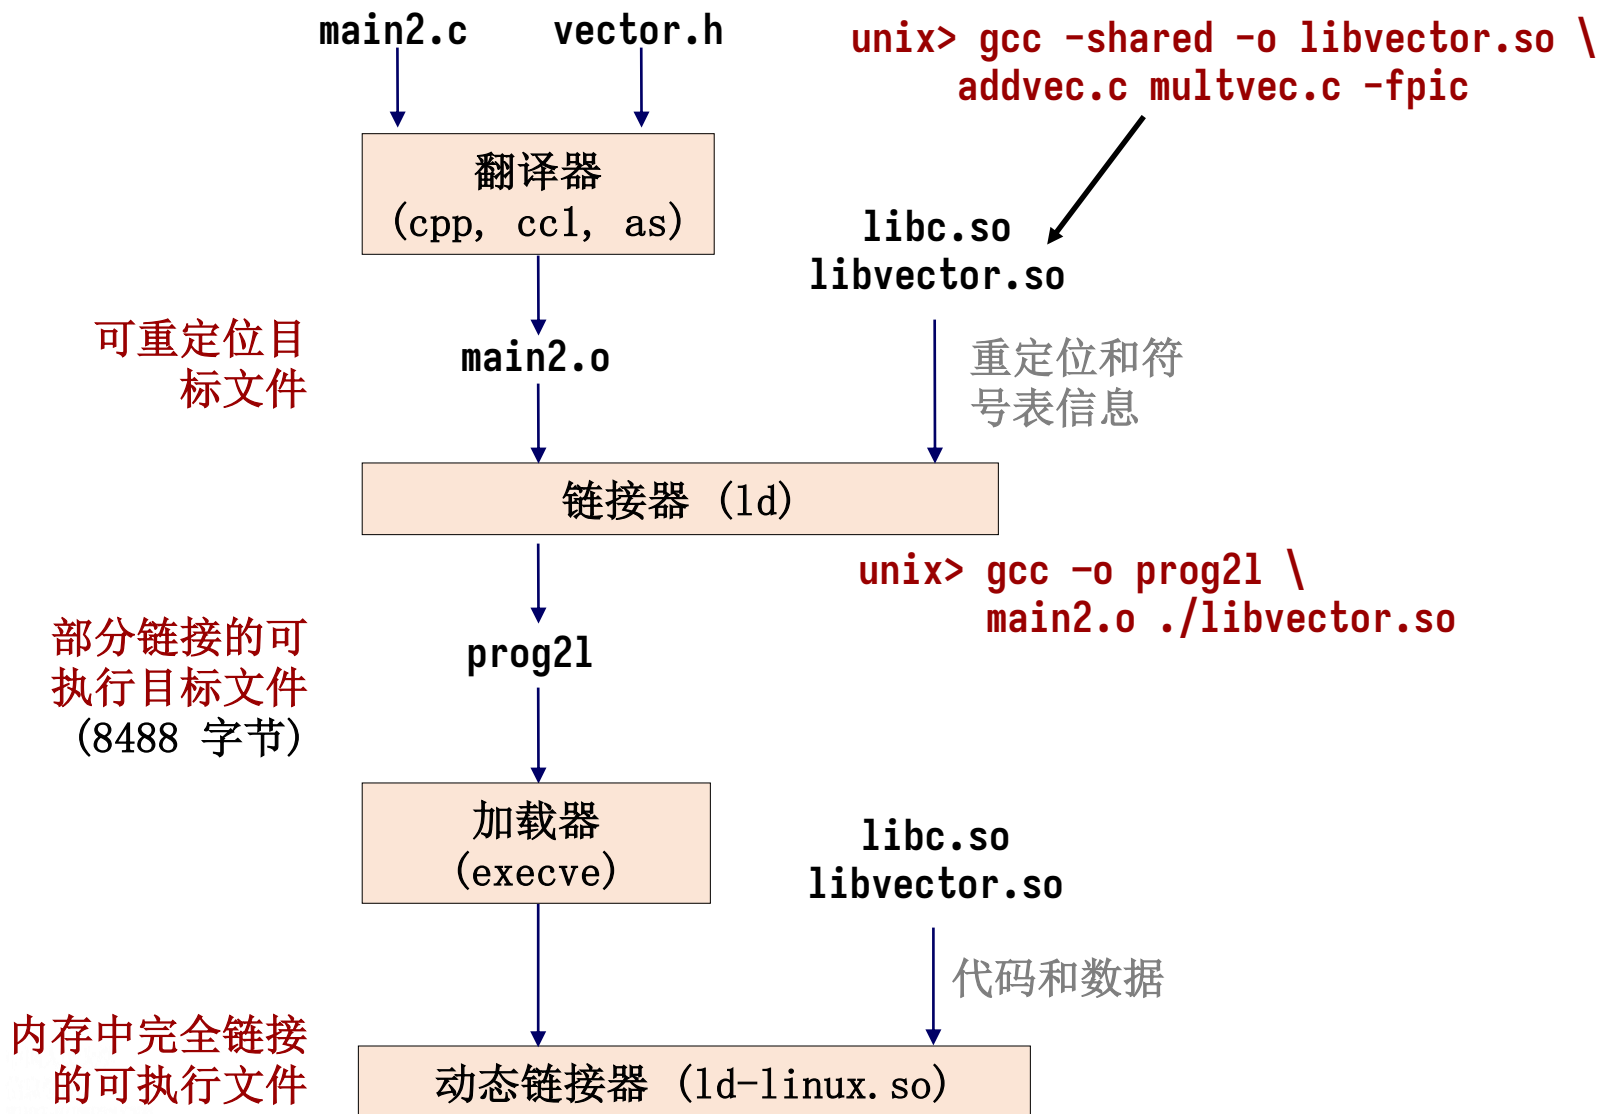 main2.c vector.h
unix> gcc -shared -o libvector.so \
addvec.c multvec.c -fpic
翻译器
(cpp, cc1, as)
libc.so
libvector.so
可重定位目
标文件
main2.o
重定位和符
号表信息
链接器 (ld)
unix> gcc -o prog2l \
main2.o ./libvector.so
部分链接的可
执行目标文件
(8488 字节)
prog2l
加载器
(execve)
libc.so
libvector.so
代码和数据
内存中完全链接
的可执行文件
动态链接器 (ld-linux.so)